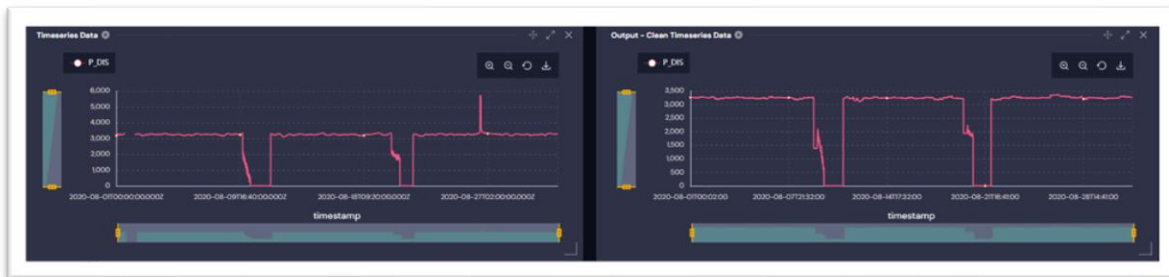 Timeseries Data
P_DIS
6,000
5,000
4,000
3,000
2,000
1,000
0
2020-08-01T00:00:00.000Z
2020-08-09T16:40:00.000Z
2020-08-18T09:20:00.000Z
2020-08-27T02:00:00.000Z
timestamp
Output - Clean Timeseries Data
P_DIS
3,500
3,000
2,500
2,000
1,500
1,000
500
0
2020-08-01T00:02:00
2020-08-07T21:32:00
2020-08-14T17:32:00
2020-08-21T16:41:00
2020-08-28T14:41:00
timestamp